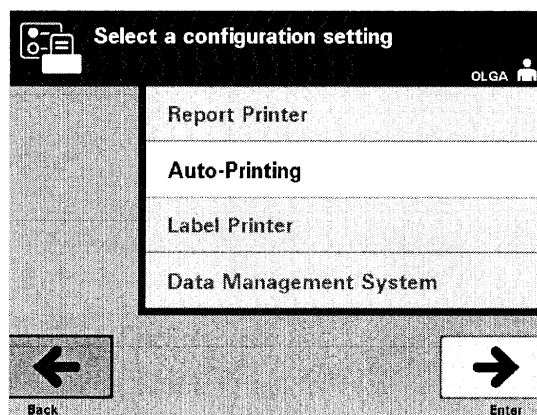 Select a configuration setting
OLGA
Report Printer
Auto-Printing
Label Printer
Data Management System
Back
Enter